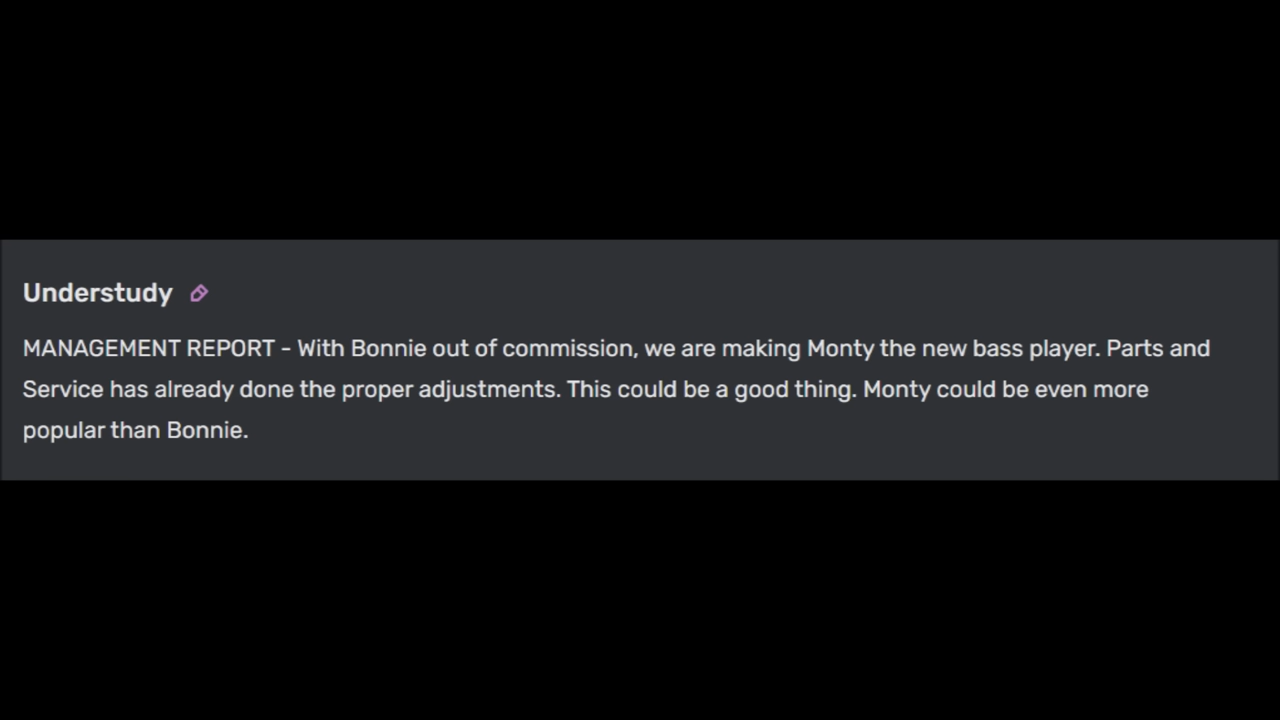 Understudy
MANAGEMENT REPORT - With Bonnie out of commission, we are making Monty the new bass player. Parts and
Service has already done the proper adjustments. This could be a good thing. Monty could be even more
popular than Bonnie.